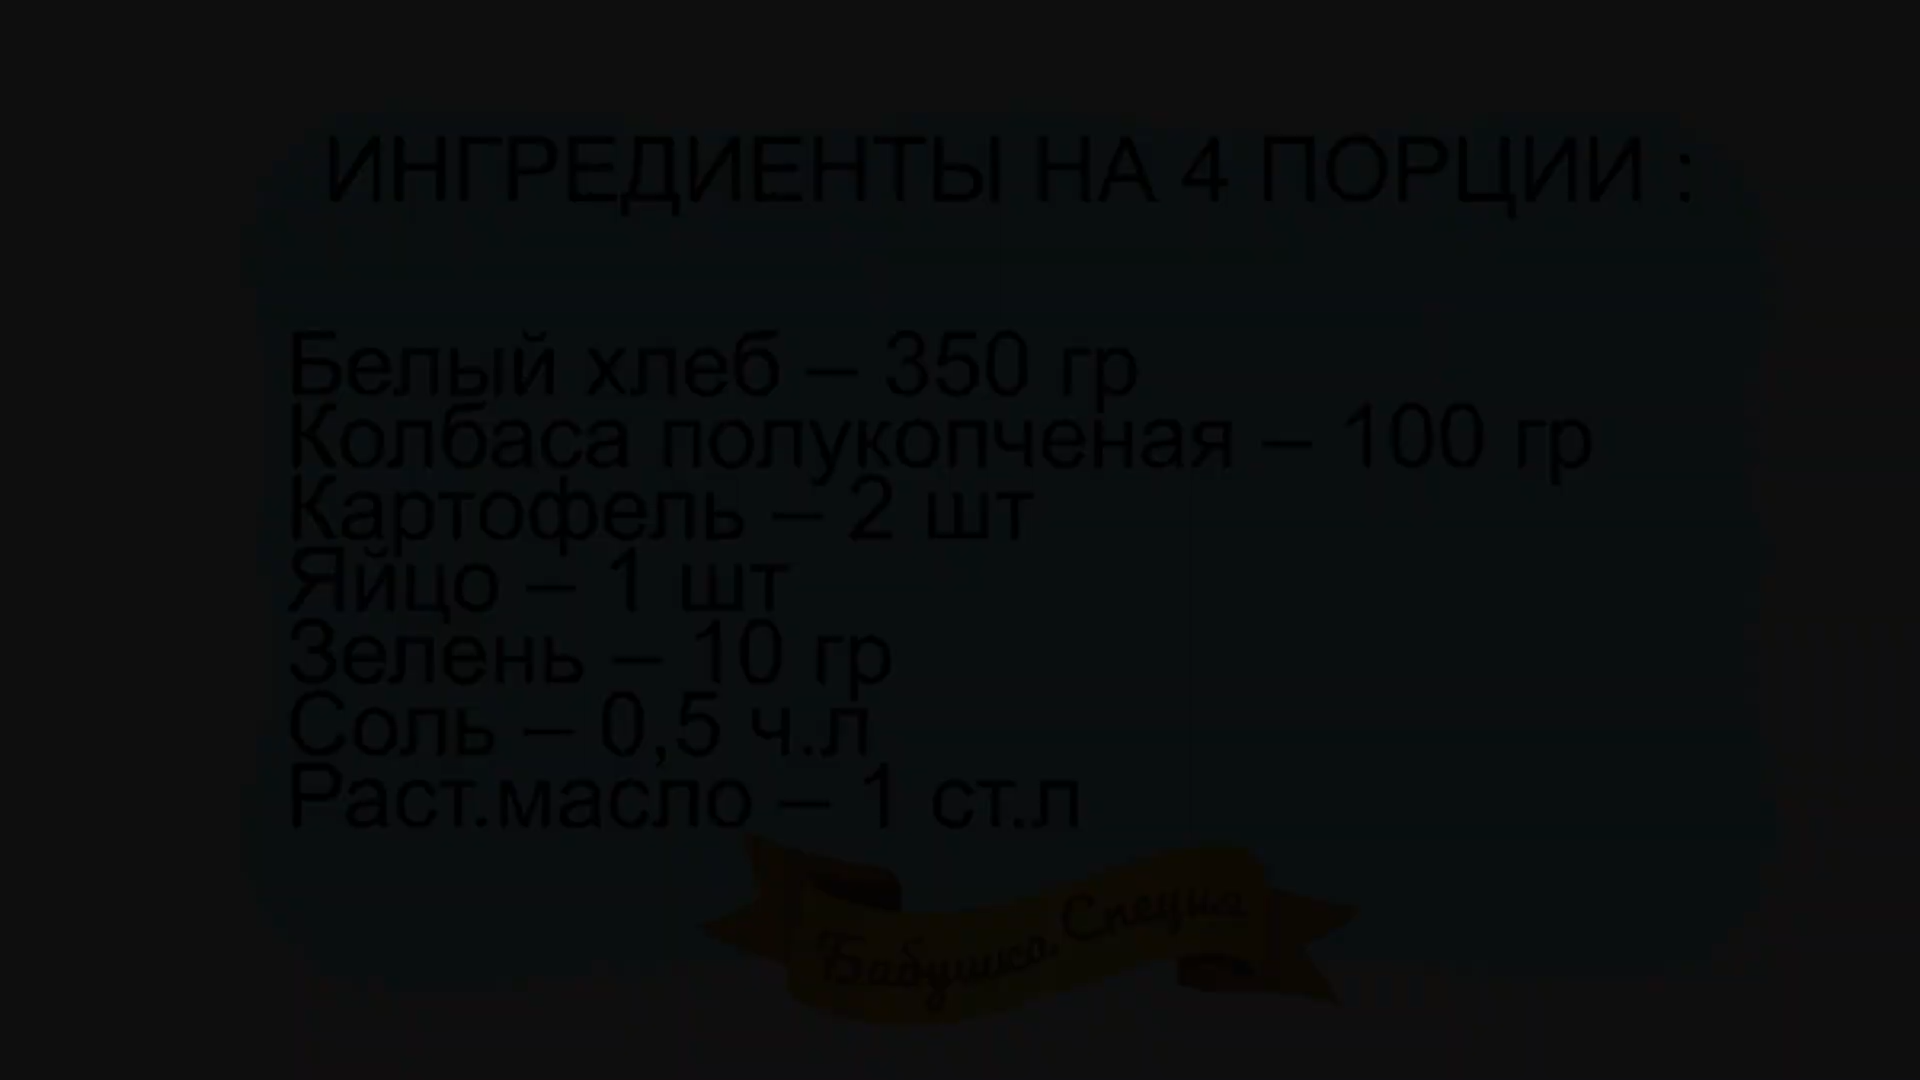 ИНГРЕДИЕНТЫ НА 4 ПОРЦИИ :
Белый хлеб – 350 гр
Колбаса полукопченая – 100 гр
Картофель – 2 шт
Яйцо – 1 шт
Зелень – 10 гр
Соль – 0,5 ч.л
Раст.масло – 1 ст.л
Бабушка. Специя